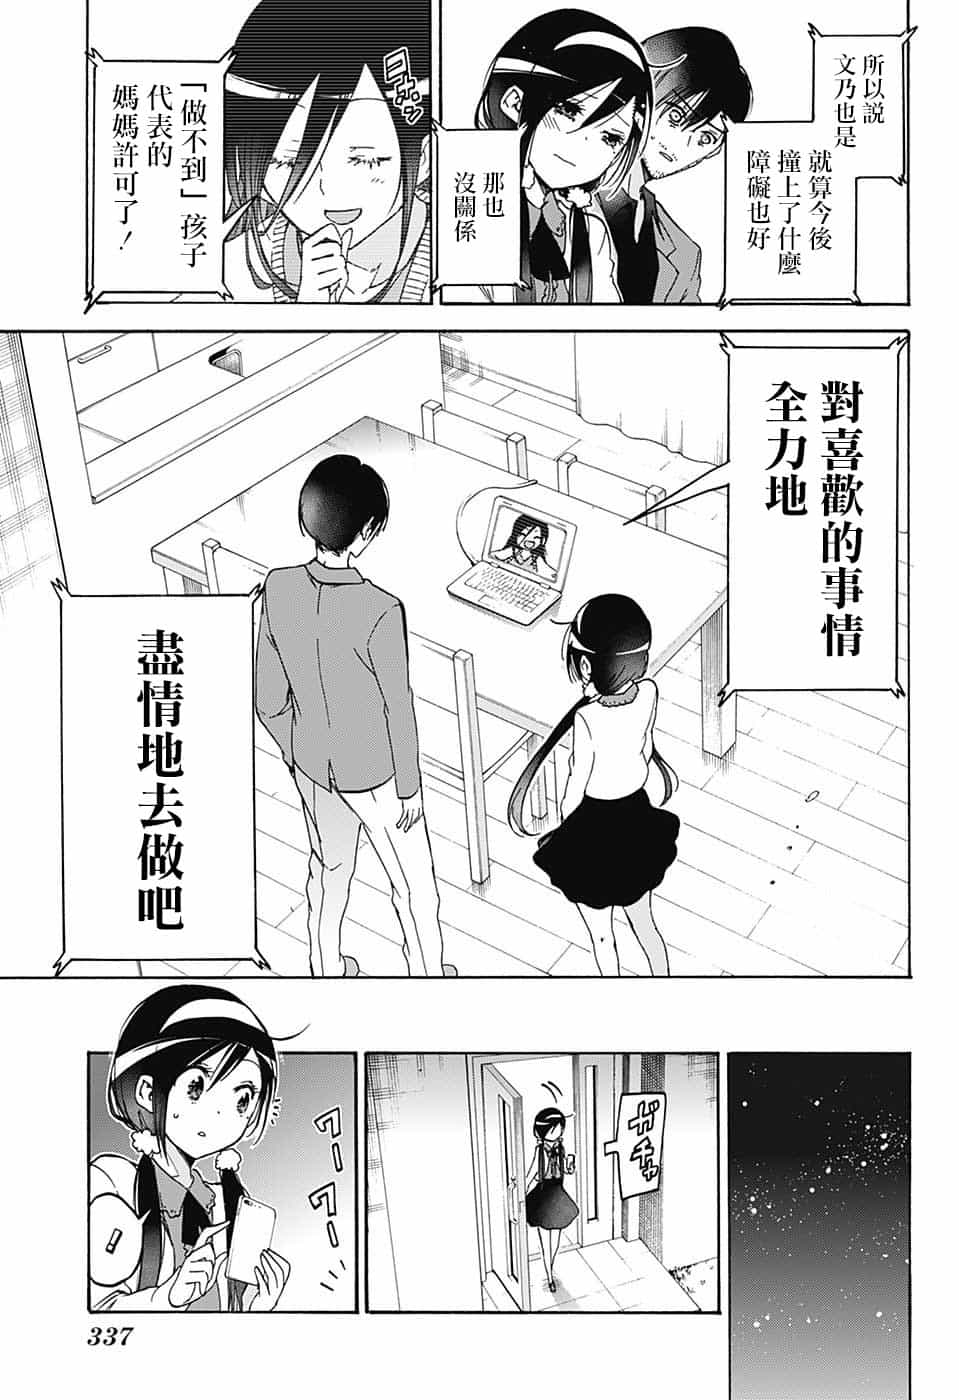 所以說
文乃也是
就算今後
撞上了什麼
障礙也好
那也
沒關係
ヨイ…
「做不到」孩子
代表的
媽媽許可了！
對喜歡的事情
全力地
盡情地去做吧
ガチャ
ワーワー
！
337